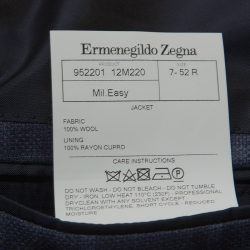 Ermenegildo Zegna
PRODUCT SIZE
952201 12M220 7- 52 R
Mil.Easy
JACKET
FABRIC
100% WOOL
LINING
100% RAYON CUPRO
CARE INSTRUCTIONS
DO NOT WASH - DO NOT BLEACH - DO NOT TUMBLE
DRY - IRON, LOW HEAT 110°C (230F) - PROFESSIONAL
DRYCLEAN WITH ANY SOLVENT EXCEPT
TRICHLOROETHYLENE, SHORT CYCLE - REDUCED
MOISTURE